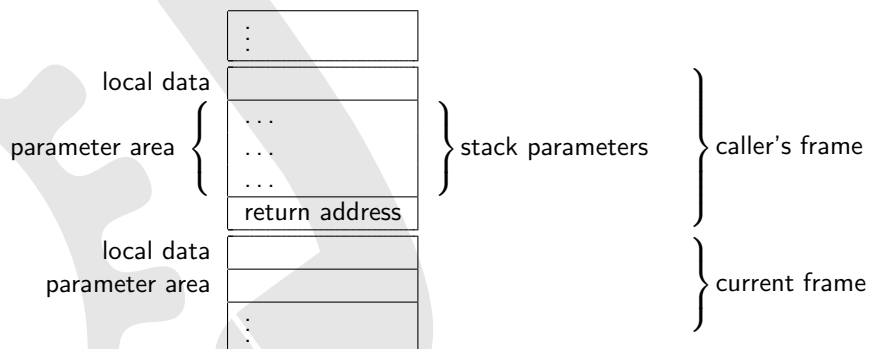 ⋮
local data
parameter area
. . .
. . .
. . .
stack parameters
caller's frame
return address
local data
parameter area
current frame
⋮